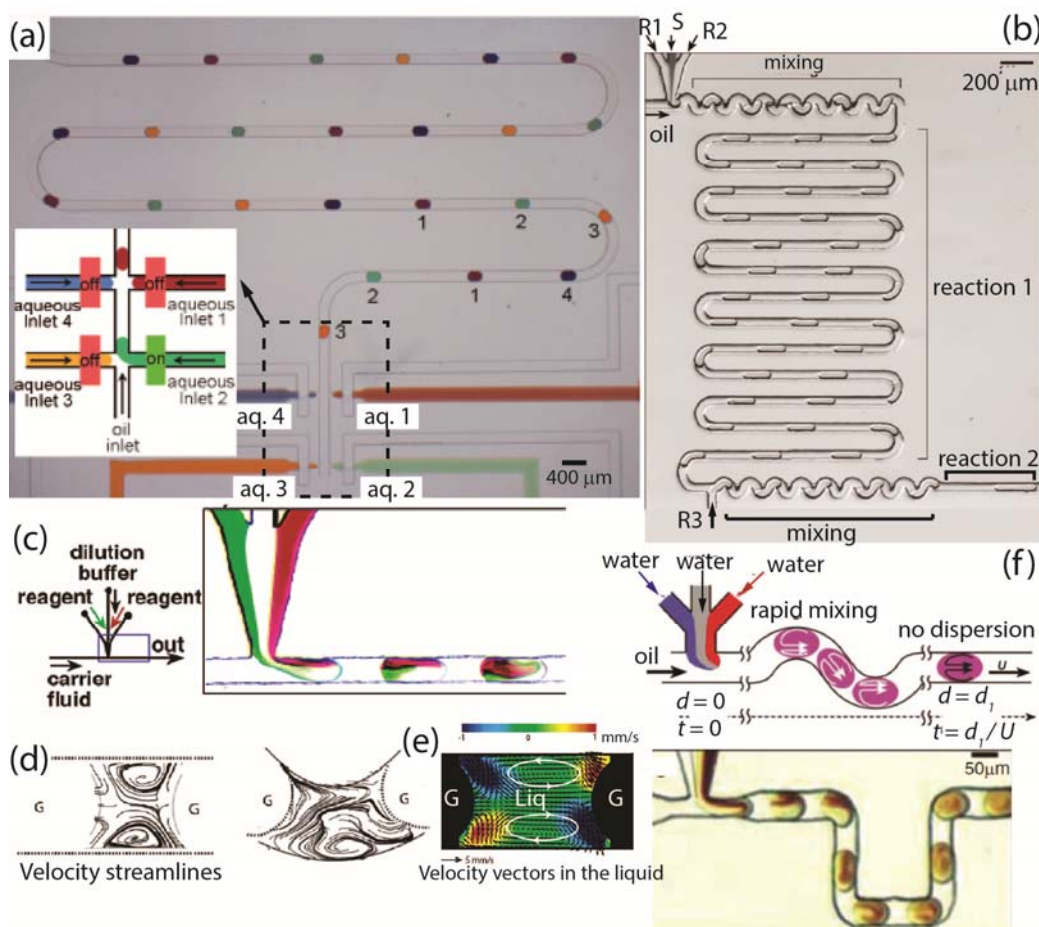 (a)
1
2
3
2
1
4
3
off
off
aqueous
Inlet 4
aqueous
Inlet 1
off
on
aqueous
Inlet 3
aqueous
Inlet 2
oil
inlet
aq. 4
aq. 1
aq. 3
aq. 2
400 μm
(b)
R1
S
R2
mixing
200 μm
oil
reaction 1
reaction 2
R3
mixing
(c)
dilution
buffer
reagent
reagent
out
carrier
fluid
(d)
G
G
G
G
Velocity streamlines
(e)
-1
0
1
mm/s
G
Liq
G
5 mm/s
Velocity vectors in the liquid
(f)
water
water
water
rapid mixing
no dispersion
oil
u
d = 0
d = d1
t = 0
t = d1 / U
50μm